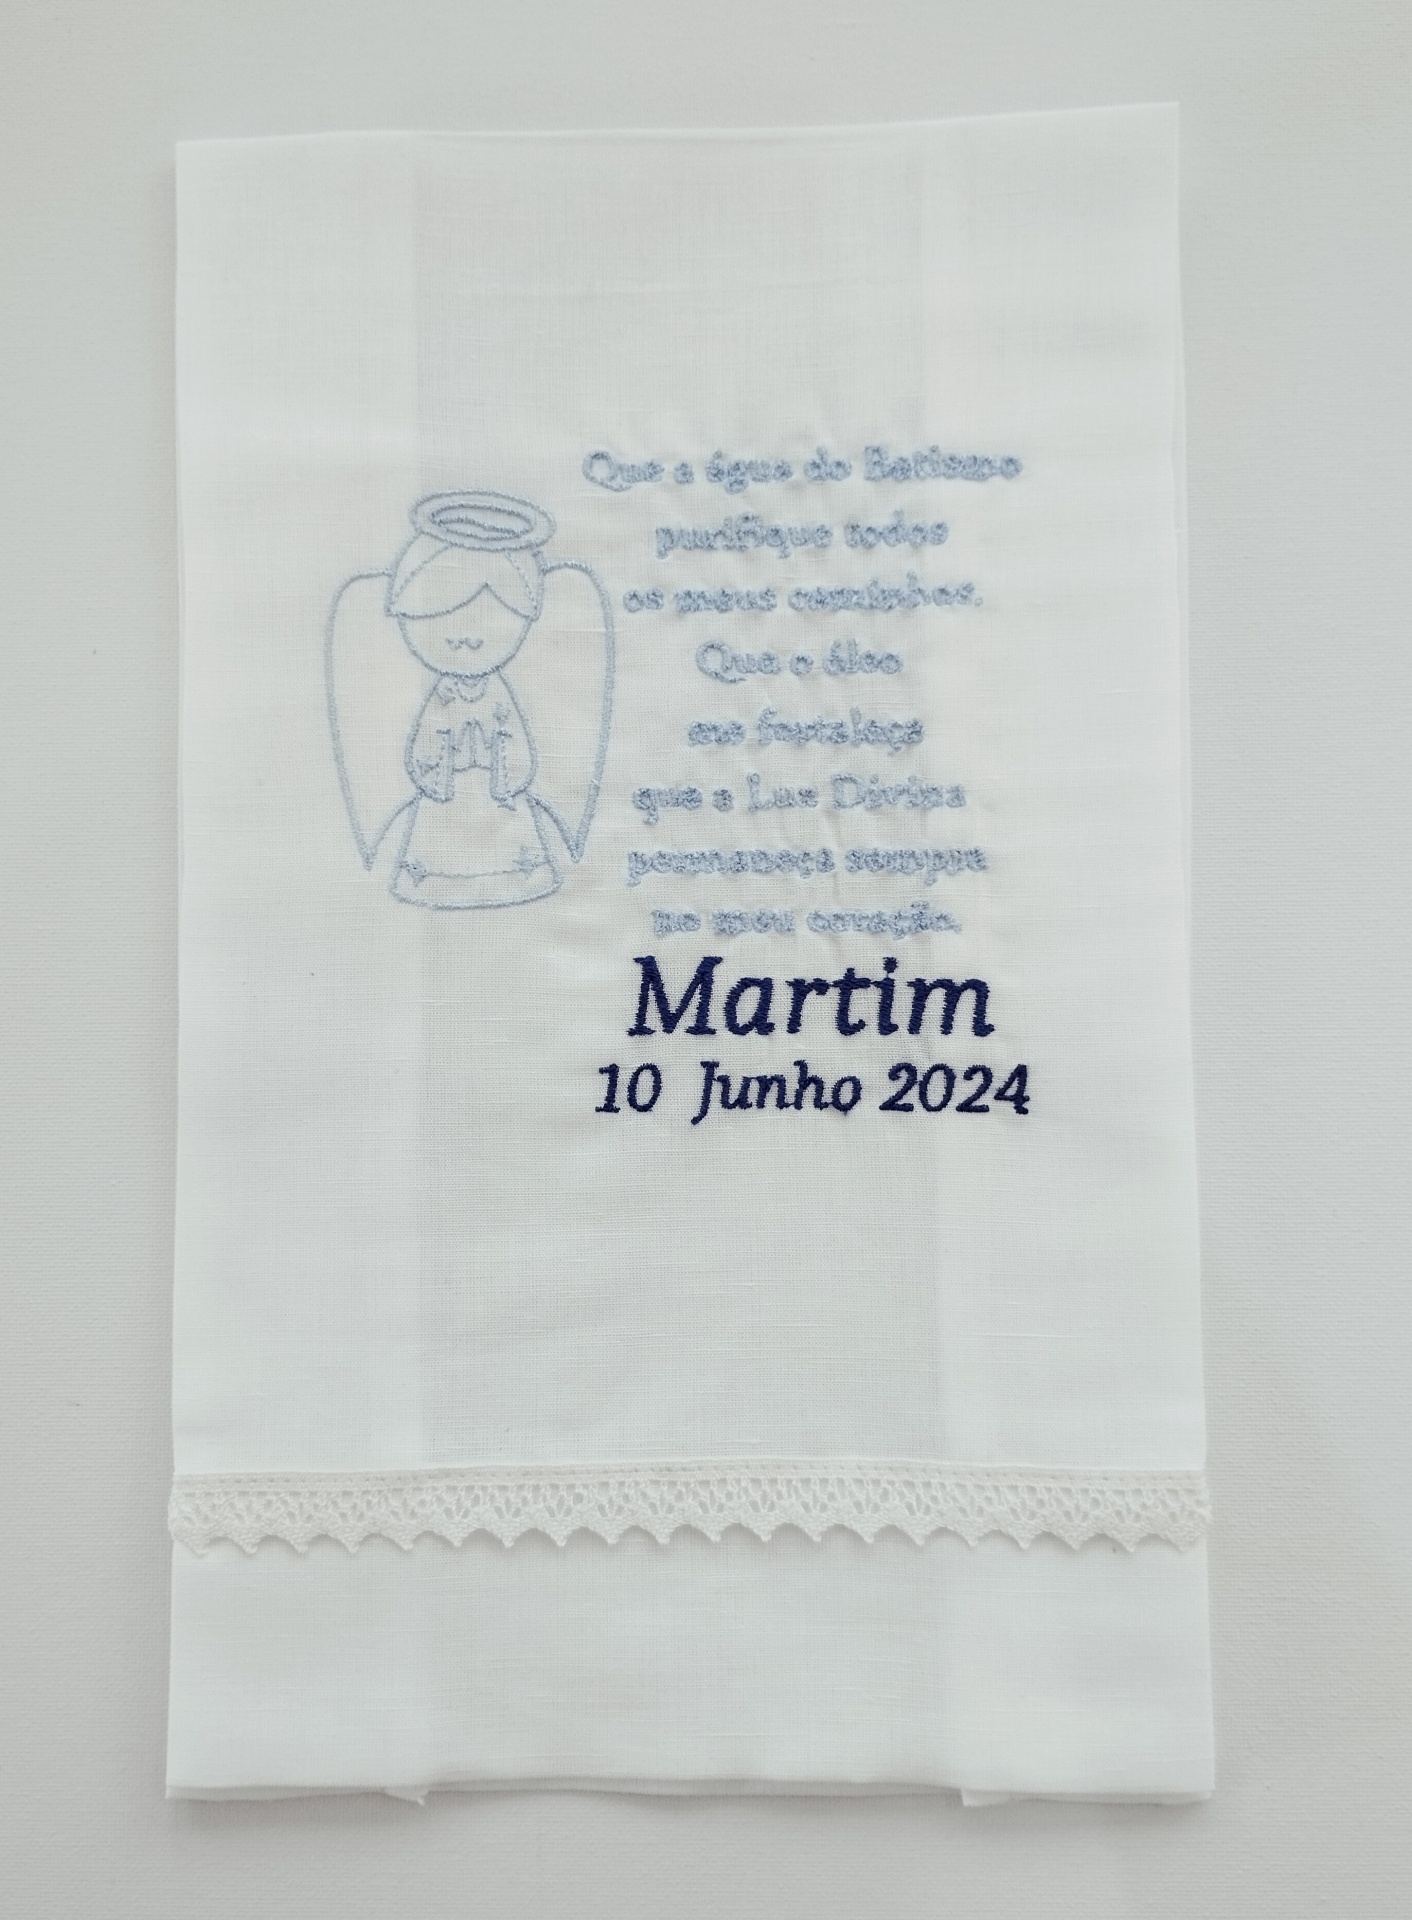 Que a água do Batismo
purifique todos
os meus caminhos.
Que o óleo
me fortaleça
que a Luz Divina
permaneça sempre
no meu coração.
Martim
10 Junho 2024